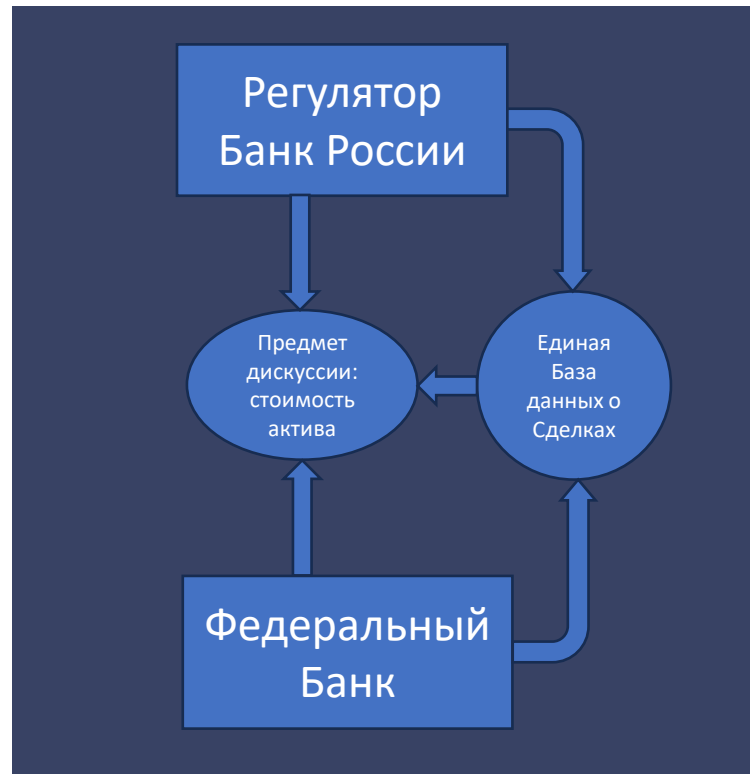 Регулятор
Банк России
Предмет
дискуссии:
стоимость
актива
Единая
База
данных о
Сделках
Федеральный
Банк